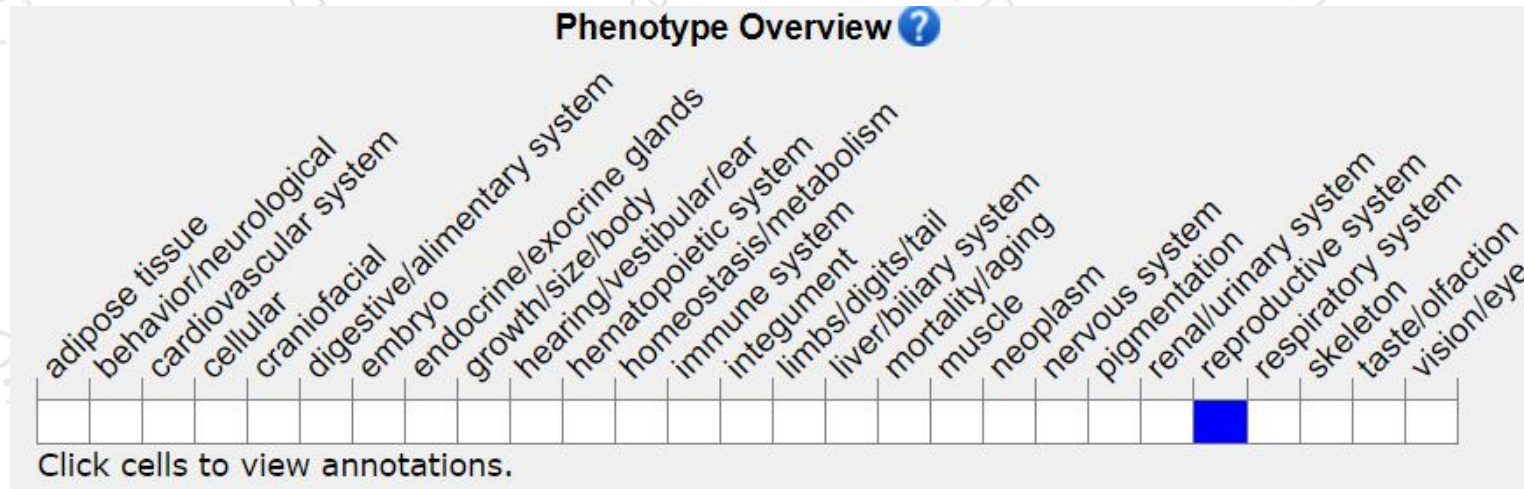 Phenotype Overview ?
adipose tissue
behavior/neurological
cardiovascular system
cellular
craniofacial
digestive/alimentary system
embryo
endocrine/exocrine glands
growth/size/body
hearing/vestibular/ear
hematopoietic system
homeostasis/metabolism
immune system
integument
limbs/digits/tail
liver/biliary system
mortality/aging
muscle
neoplasm
nervous system
pigmentation
renal/urinary system
reproductive system
respiratory system
skeleton
taste/olfaction
vision/eye
Click cells to view annotations.